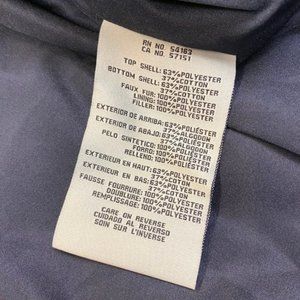 RN NO. 54163
CA NO. 57151
TOP SHELL: 63%POLYESTER
37%COTTON
BOTTOM SHELL: 63%POLYESTER
37%COTTON
FAUX FUR: 100%POLYESTER
LINING: 100%POLYESTER
FILLER: 100%POLYESTER
EXTERIOR DE ARRIBA: 63%POLIÉSTER
37%ALGODON
EXTERIOR DE ABAJO: 63%POLIÉSTER
37%ALGODON
PELO SINTETICO: 100%POLIÉSTER
FORRO: 100%POLIÉSTER
RELLENO: 100%POLIÉSTER
EXTERIEUR EN HAUT: 63%POLYESTER
37%COTON
EXTERIEUR EN BAS: 63%POLYESTER
37%COTON
FAUSSE FOURRURE: 100%POLYESTER
DOUBLURE: 100%POLYESTER
REMPLISSAGE: 100%POLYESTER
CARE ON REVERSE
CUIDADO AL REVERSO
SOIN SUR L'INVERSE